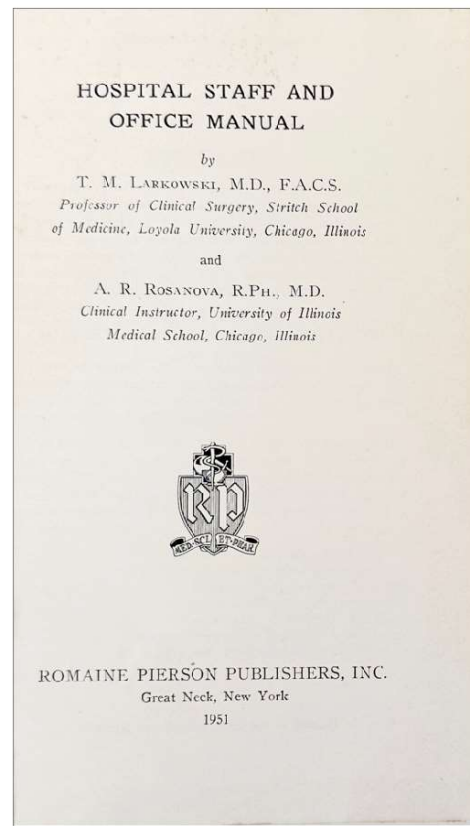 HOSPITAL STAFF AND
OFFICE MANUAL
by
T. M. LARKOWSKI, M.D., F.A.C.S.
Professor of Clinical Surgery, Stritch School
of Medicine, Loyola University, Chicago, Illinois
and
A. R. ROSANOVA, R.PH., M.D.
Clinical Instructor, University of Illinois
Medical School, Chicago, Illinois
RP
MED·SCI· ET·PHAR
ROMAINE PIERSON PUBLISHERS, INC.
Great Neck, New York
1951